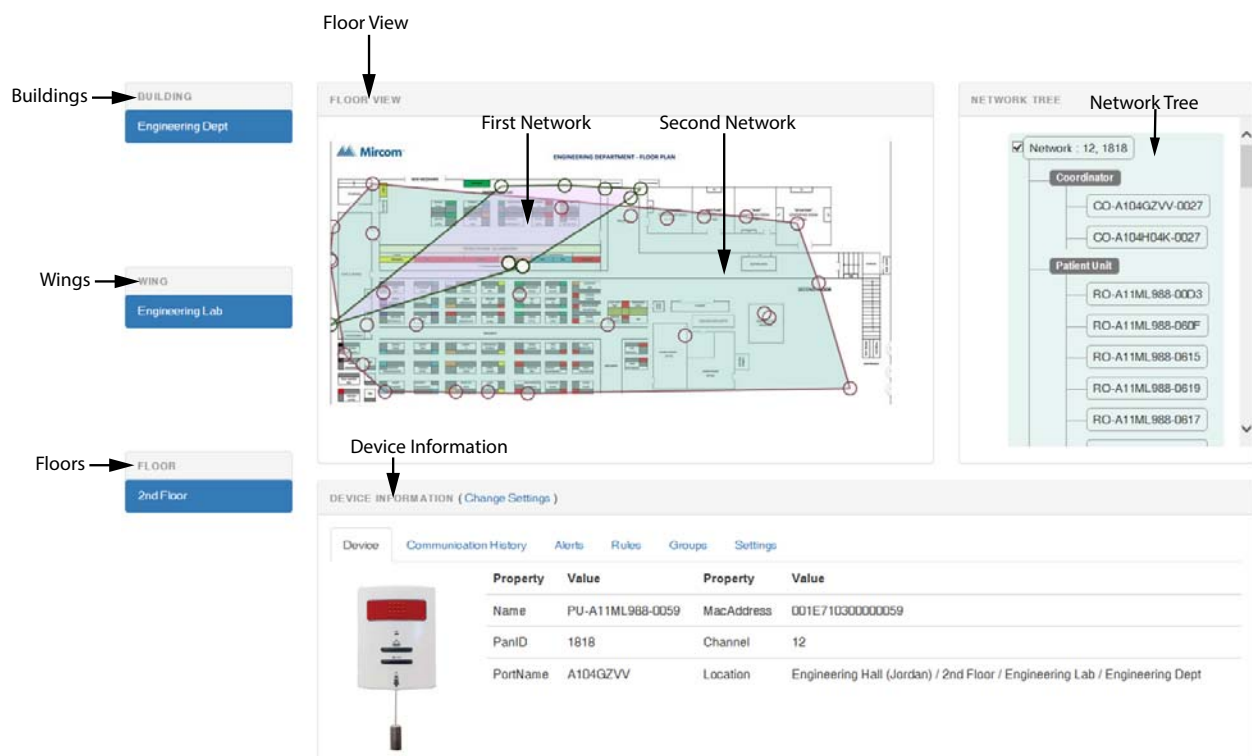 Floor View
Buildings
BUILDING
Engineering Dept
FLOOR VIEW
First Network
Second Network
Mircom
ENGINEERING DEPARTMENT - FLOOR PLAN
NETWORK TREE
Network Tree
Network : 12, 1818
Coordinator
CO-A104GZVV-0027
CO-A104H04K-0027
Patient Unit
RO-A11ML988-00D3
RO-A11ML988-060F
RO-A11ML988-0615
RO-A11ML988-0619
RO-A11ML988-0617
Wings
WING
Engineering Lab
Floors
FLOOR
2nd Floor
Device Information
DEVICE INFORMATION ( Change Settings )
Device Communication History Alerts Rules Groups Settings
Property Value Property Value
Name PU-A11ML988-0059 MacAddress 001E710300000059
PanID 1818 Channel 12
PortName A104GZVV Location Engineering Hall (Jordan) / 2nd Floor / Engineering Lab / Engineering Dept